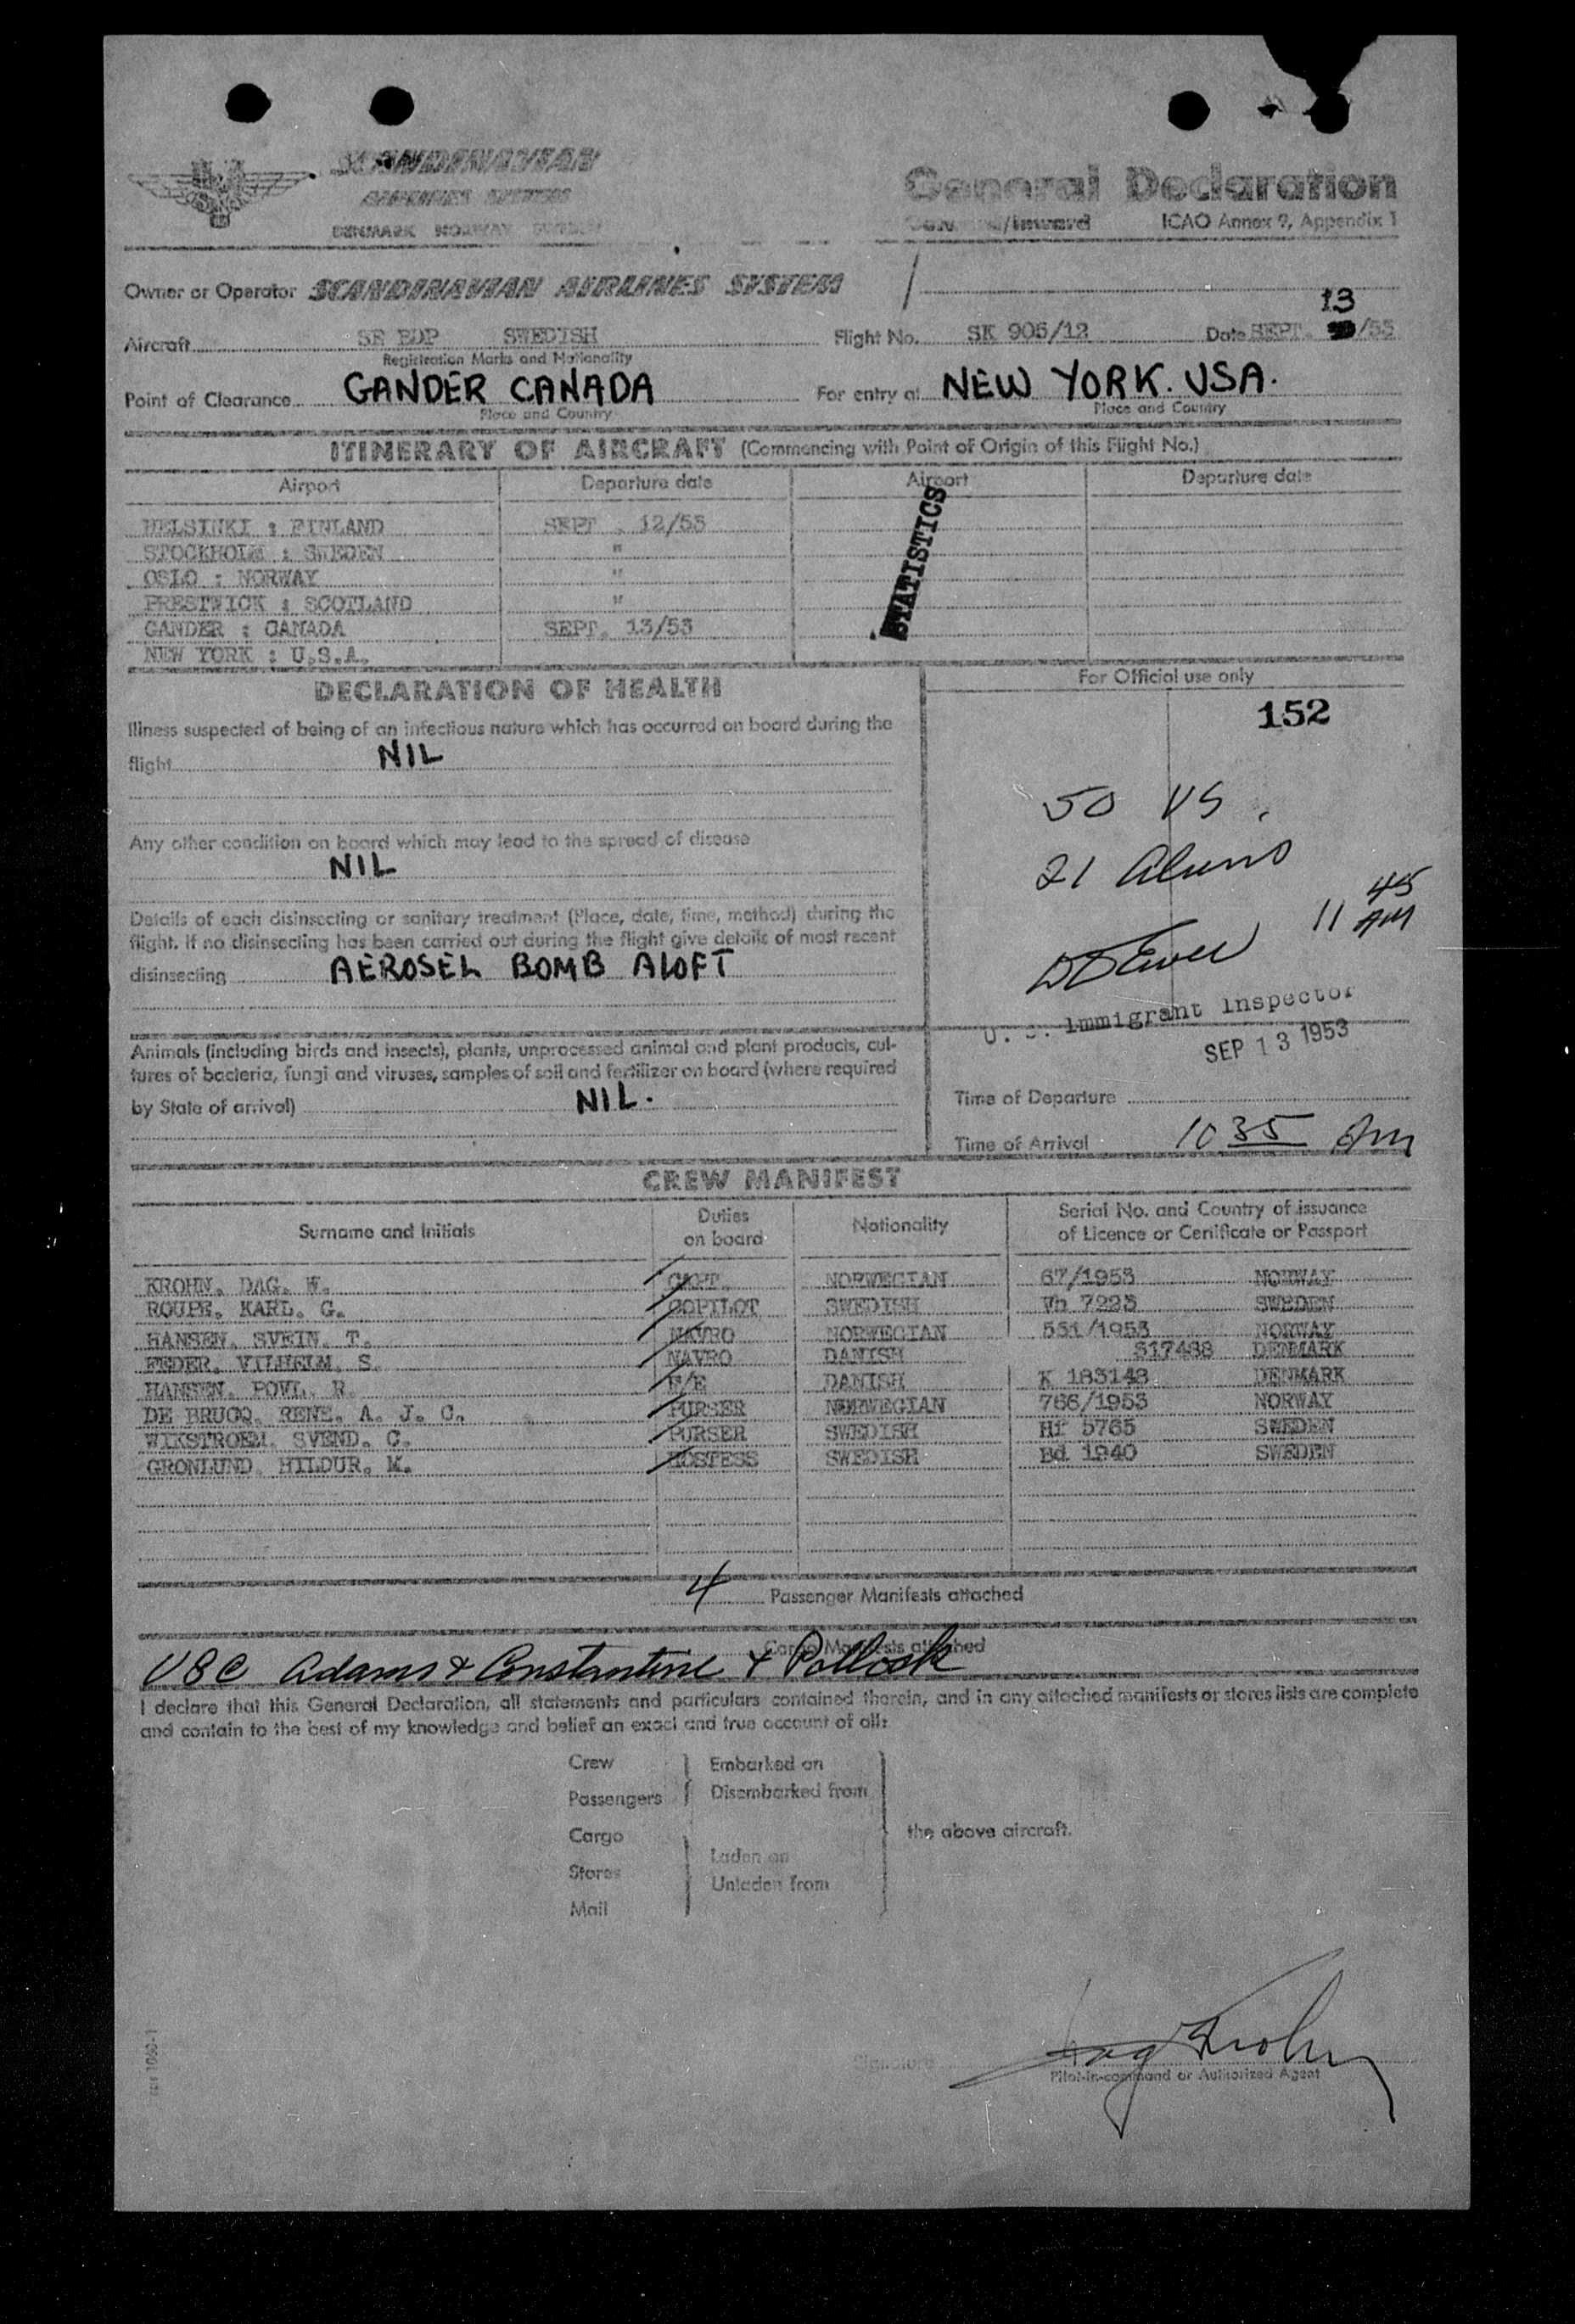 SCANDINAVIAN
AIRLINES SYSTEM
DENMARK NORWAY SWEDEN
General Declaration
/Inward ICAO Annex 9, Appendix 1
Owner or Operator SCANDINAVIAN AIRLINES SYSTEM
13
Aircraft SE BDP SWEDISH Flight No. SK 905/12 Date SEPT. /53
Registration Marks and Nationality
Point of Clearance GANDER CANADA For entry at NEW YORK. USA.
Place and Country Place and Country
ITINERARY OF AIRCRAFT (Commencing with Point of Origin of this Flight No.)
Airport Departure date Airport Departure date
HELSINKI : FINLAND SEPT . 12/53
STOCKHOLM : SWEDEN "
OSLO : NORWAY "
PRESTWICK : SCOTLAND "
GANDER : CANADA SEPT. 13/53
NEW YORK : U.S.A.
STATISTICS
DECLARATION OF HEALTH
Illness suspected of being of an infectious nature which has occurred on board during the
flight NIL
Any other condition on board which may lead to the spread of disease
NIL
Details of each disinsecting or sanitary treatment (Place, date, time, method) during the
flight. If no disinsecting has been carried out during the flight give details of most recent
disinsecting AEROSEL BOMB ALOFT
Animals (including birds and insects), plants, unprocessed animal and plant products, cul-
tures of bacteria, fungi and viruses, samples of soil and fertilizer on board (where required
by State of arrival) NIL.
For Official use only
152
50 US
21 Aliens
11 45 AM
U. S. Immigrant Inspector
SEP 13 1953
Time of Departure
Time of Arrival 10 35 Am
CREW MANIFEST
Surname and Initials Duties on board Nationality Serial No. and Country of issuance of Licence or Certificate or Passport
KROHN. DAG. W. CAPT. NORWEGIAN 67/1953 NORWAY
ROUPE. KARL. G. COPILOT SWEDISH Vb 7223 SWEDEN
HANSEN. SVEIN. T. NAVRO NORWEGIAN 551/1953 NORWAY
FEDER. VILHELM. S. NAVRO DANISH 317488 DENMARK
HANSEN. POVL. R. F/E DANISH K 183148 DENMARK
DE BRUCQ. RENE. A. J. C. PURSER NORWEGIAN 766/1953 NORWAY
WIKSTROEM. SVEND. C. PURSER SWEDISH Hf 5765 SWEDEN
GRONLUND. HILDUR. M. HOSTESS SWEDISH Bd 1940 SWEDEN
4 Passenger Manifests attached
Cargo Manifests attached
USC Adams & Constantine & Pollock
I declare that this General Declaration, all statements and particulars contained therein, and in any attached manifests or stores lists are complete
and contain to the best of my knowledge and belief an exact and true account of all:
Crew Embarked on
Passengers Disembarked from
Cargo the above aircraft.
Laden on
Stores
Unladen from
Mail
Signature Dag Krohn
Pilot-in-command or Authorized Agent